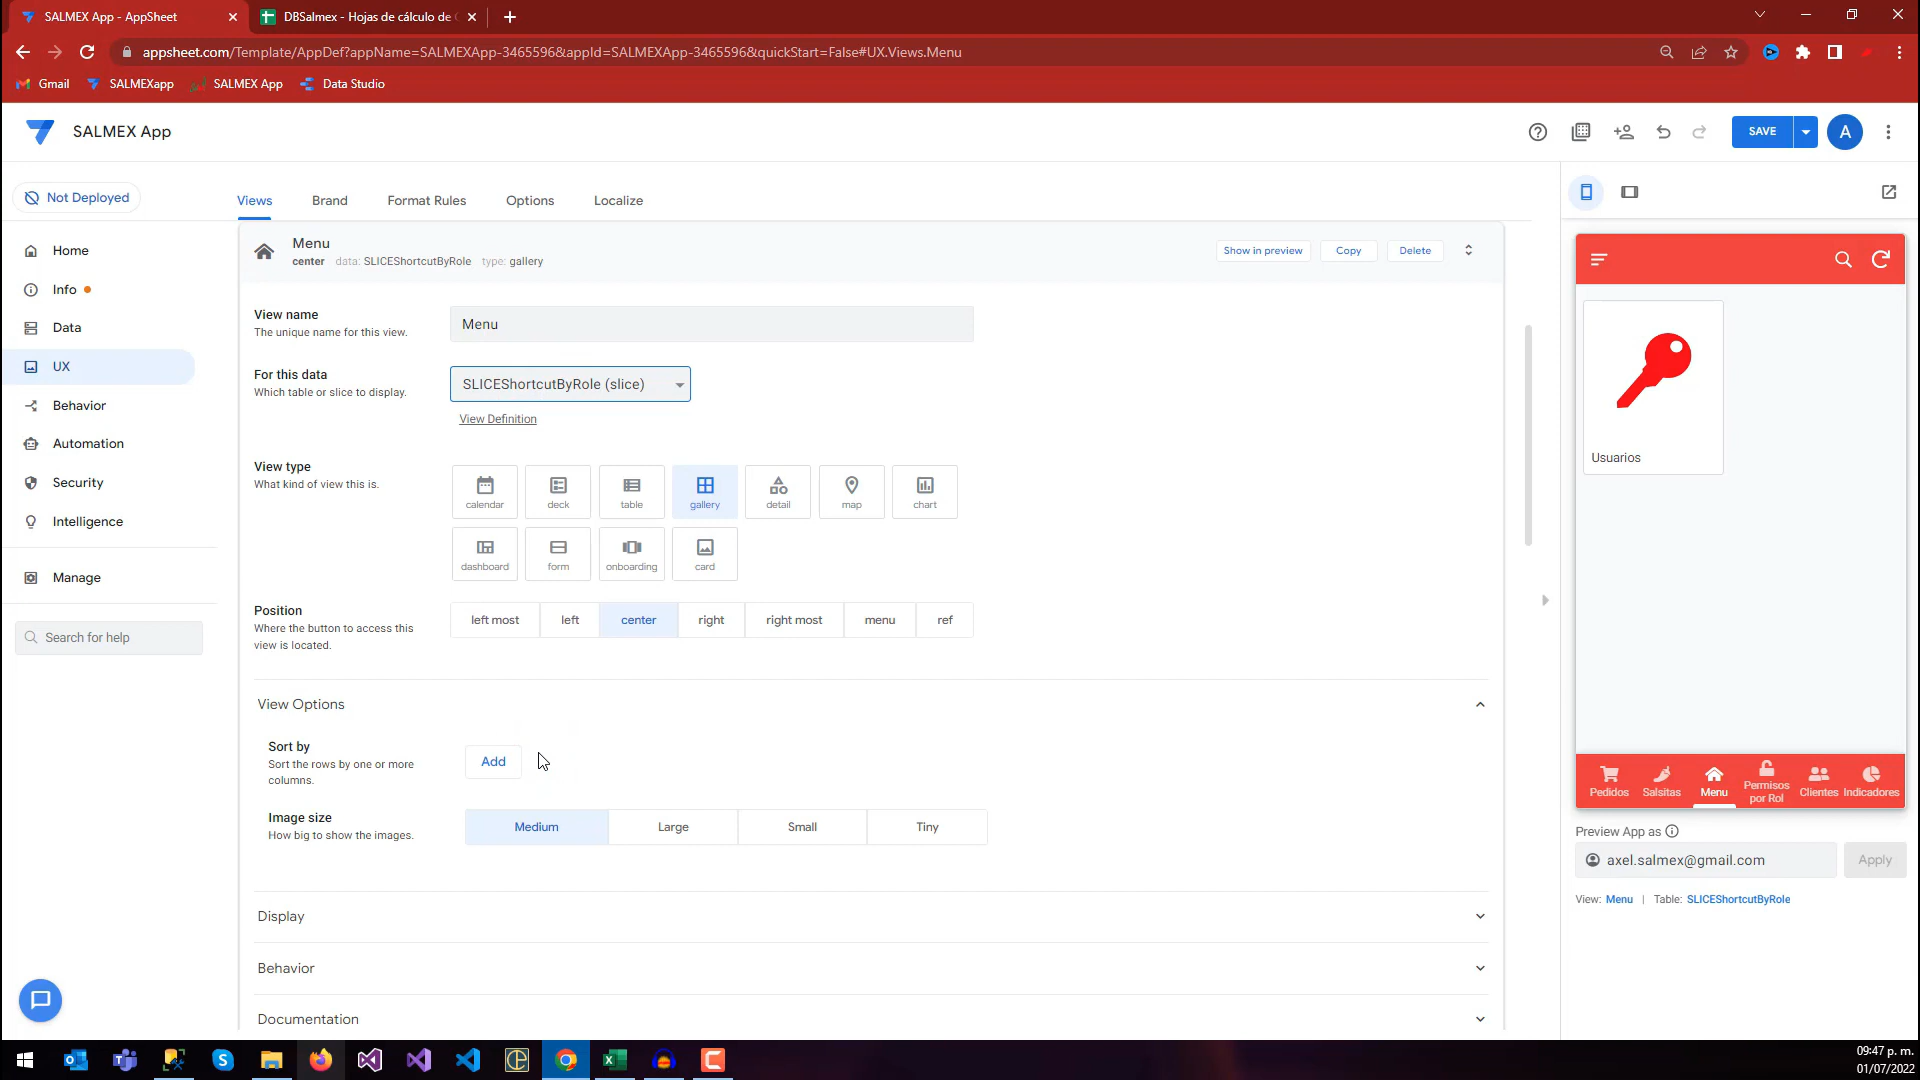 SALMEX App - AppSheet
DBSalmex - Hojas de cálculo de
appsheet.com/Template/AppDef?appName=SALMEXApp-3465596&appId=SALMEXApp-3465596&quickStart=False#UX.Views.Menu
Gmail
SALMEXapp
SALMEX App
Data Studio
SALMEX App
SAVE
A
Not Deployed
Views
Brand
Format Rules
Options
Localize
Home
Info
Data
UX
Behavior
Automation
Security
Intelligence
Manage
Search for help
Menu
center data: SLICEShortcutByRole type: gallery
Show in preview
Copy
Delete
View name
The unique name for this view.
Menu
For this data
Which table or slice to display.
SLICEShortcutByRole (slice)
View Definition
View type
What kind of view this is.
calendar
deck
table
gallery
detail
map
chart
dashboard
form
onboarding
card
Position
Where the button to access this
view is located.
left most
left
center
right
right most
menu
ref
View Options
Sort by
Sort the rows by one or more
columns.
Add
Image size
How big to show the images.
Medium
Large
Small
Tiny
Display
Behavior
Documentation
Usuarios
Pedidos
Salsitas
Menu
Permisos
por Rol
Clientes
Indicadores
Preview App as
axel.salmex@gmail.com
Apply
View: Menu | Table: SLICEShortcutByRole
09:47 p. m.
01/07/2022